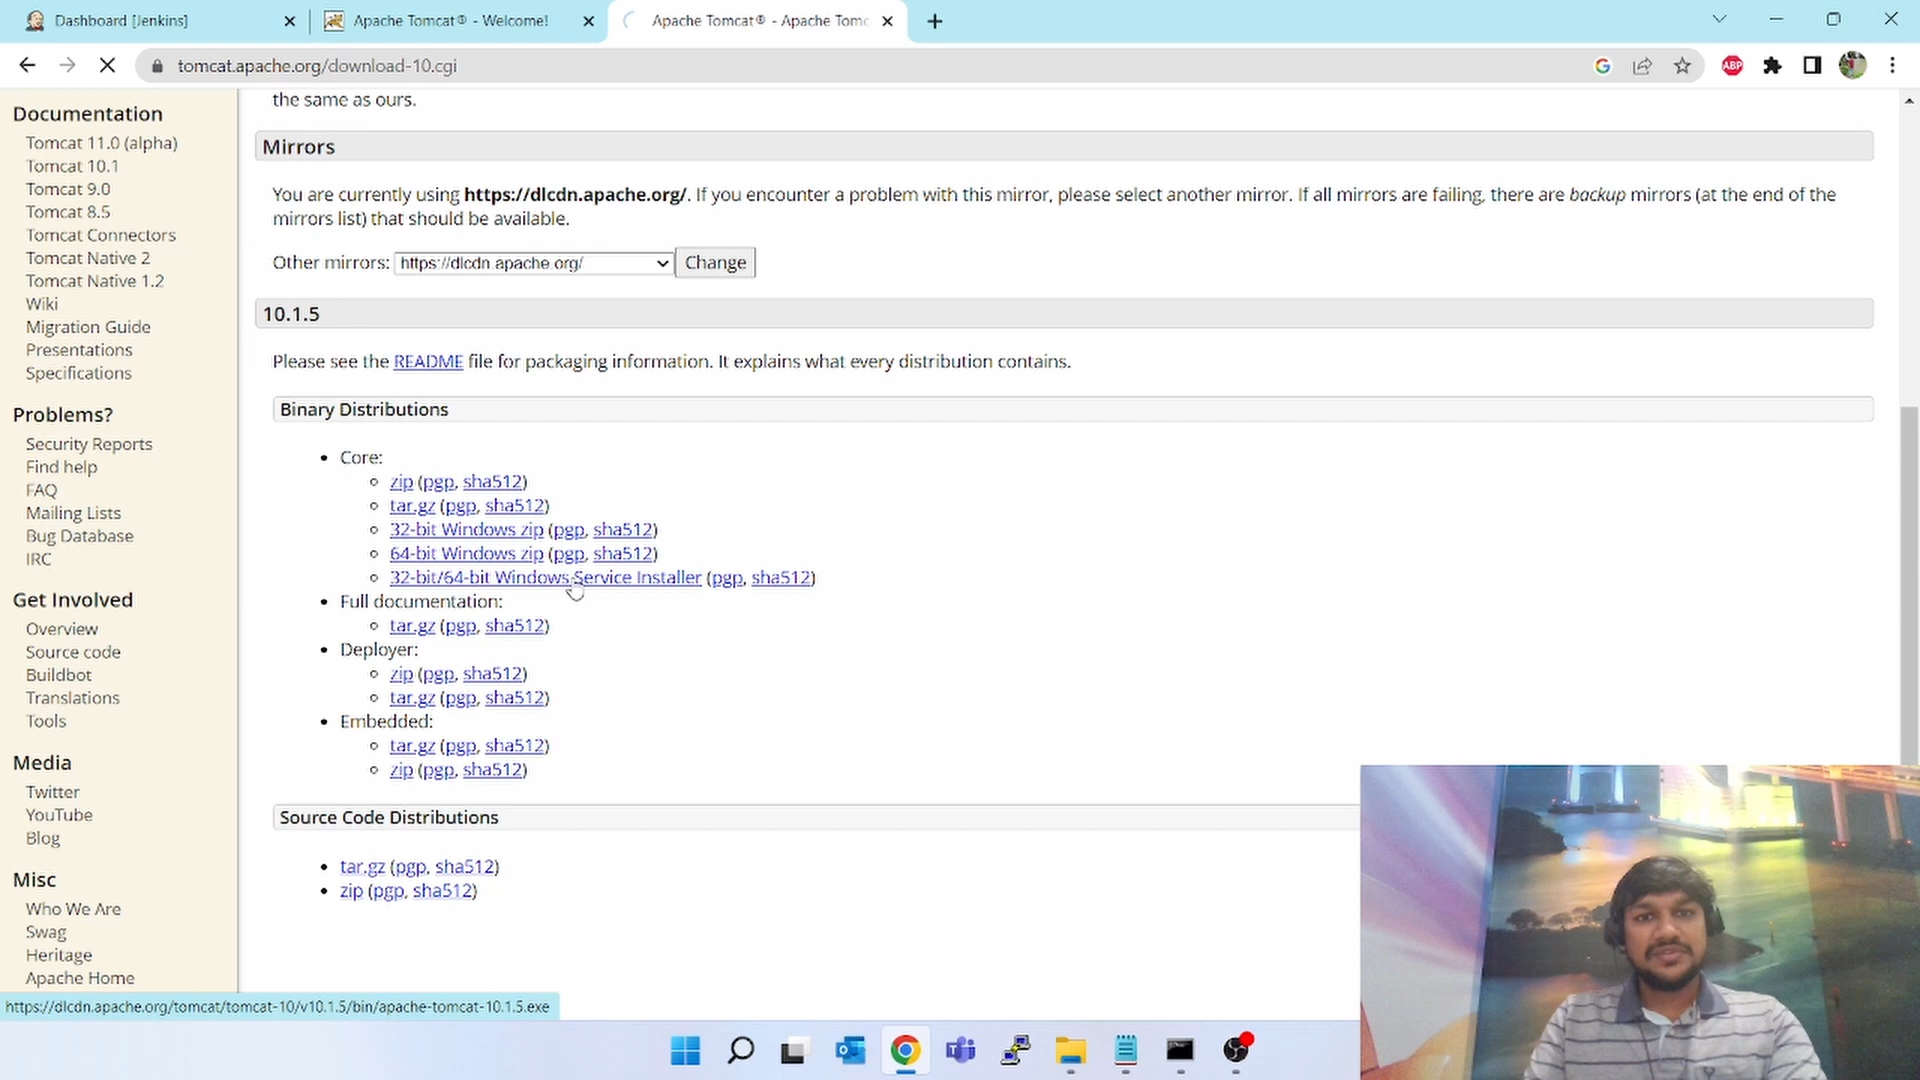 Dashboard [Jenkins]
Apache Tomcat® - Welcome!
Apache Tomcat® - Apache Tomc
tomcat.apache.org/download-10.cgi
ABP
Documentation
Tomcat 11.0 (alpha)
Tomcat 10.1
Tomcat 9.0
Tomcat 8.5
Tomcat Connectors
Tomcat Native 2
Tomcat Native 1.2
Wiki
Migration Guide
Presentations
Specifications
Problems?
Security Reports
Find help
FAQ
Mailing Lists
Bug Database
IRC
Get Involved
Overview
Source code
Buildbot
Translations
Tools
Media
Twitter
YouTube
Blog
Misc
Who We Are
Swag
Heritage
Apache Home
the same as ours.
Mirrors
You are currently using https://dlcdn.apache.org/. If you encounter a problem with this mirror, please select another mirror. If all mirrors are failing, there are backup mirrors (at the end of the
mirrors list) that should be available.
Other mirrors: https://dlcdn.apache.org/ Change
10.1.5
Please see the README file for packaging information. It explains what every distribution contains.
Binary Distributions
Core:
zip (pgp, sha512)
tar.gz (pgp, sha512)
32-bit Windows zip (pgp, sha512)
64-bit Windows zip (pgp, sha512)
32-bit/64-bit Windows Service Installer (pgp, sha512)
Full documentation:
tar.gz (pgp, sha512)
Deployer:
zip (pgp, sha512)
tar.gz (pgp, sha512)
Embedded:
tar.gz (pgp, sha512)
zip (pgp, sha512)
Source Code Distributions
tar.gz (pgp, sha512)
zip (pgp, sha512)
https://dlcdn.apache.org/tomcat/tomcat-10/v10.1.5/bin/apache-tomcat-10.1.5.exe